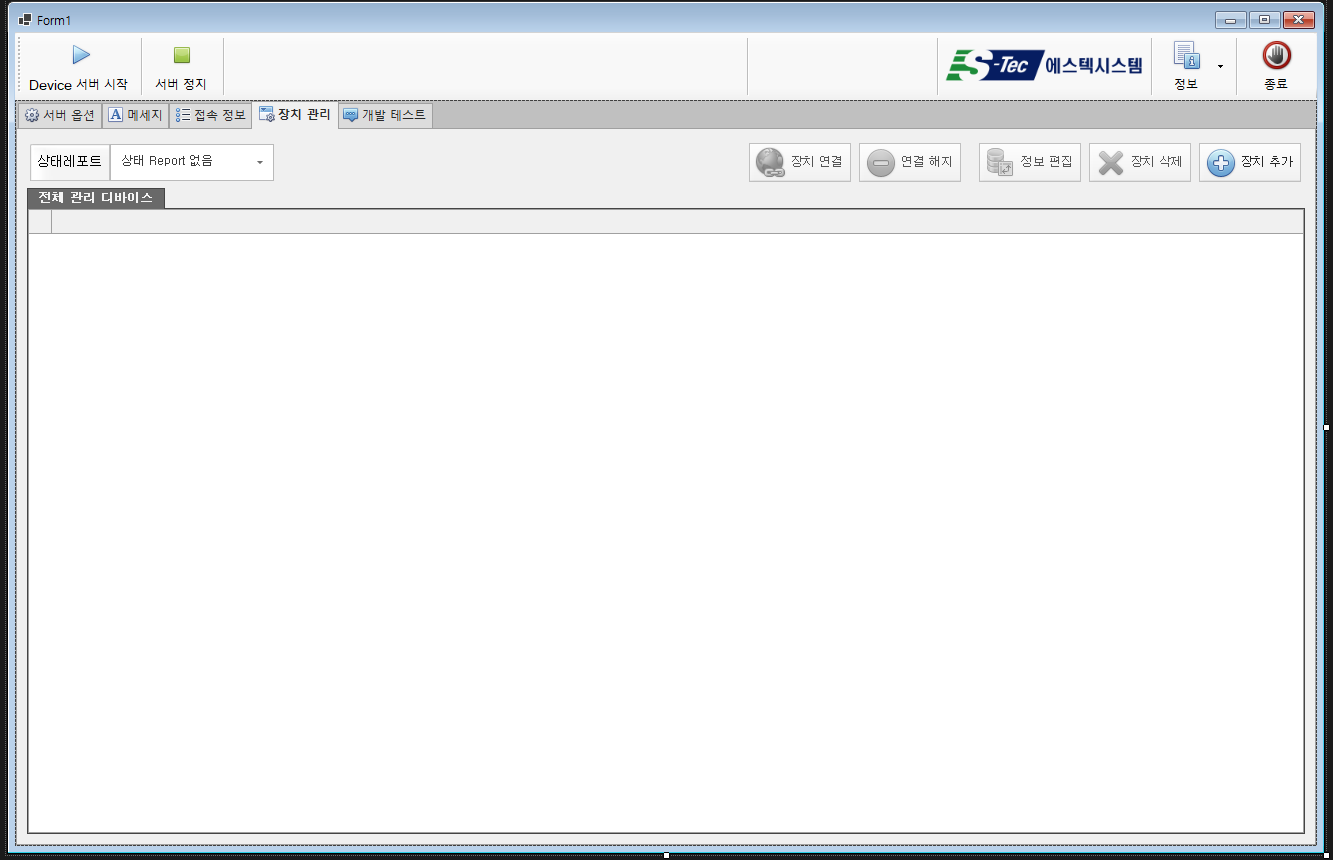 Form1
Device 서버 시작
서버 정지
S-Tec 에스텍시스템
정보
종료
서버 옵션
A 메세지
접속 정보
장치 관리
개발 테스트
상태레포트
상태 Report 없음
장치 연결
연결 해지
정보 편집
장치 삭제
장치 추가
전체 관리 디바이스